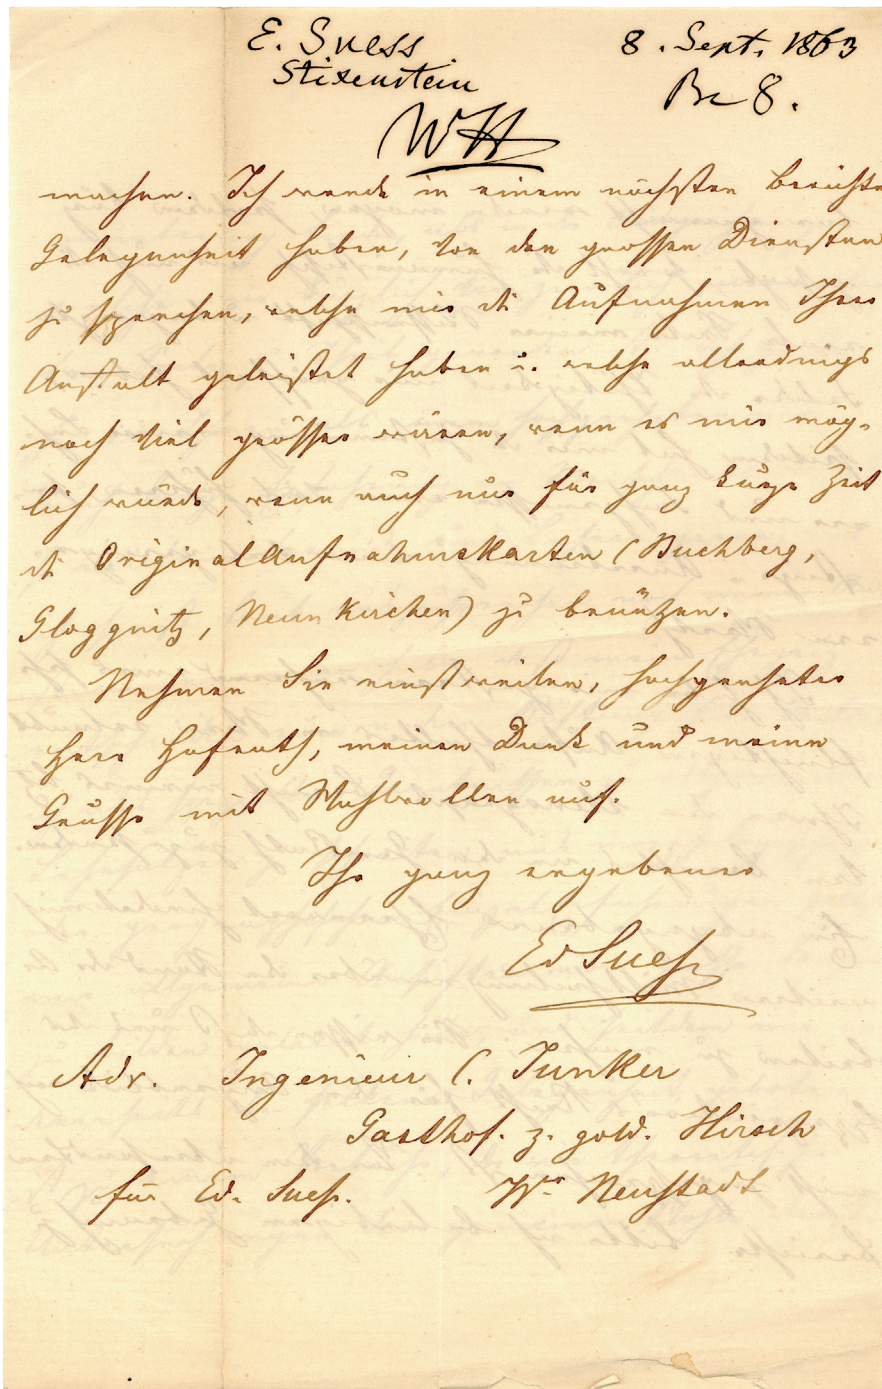 E. Suess 8. Sept. 1863
Stixenstein Br 8.
WH
machen. Ich werde in einem nächsten Berichte
Gelegenheit haben, von den grossen Diensten
zu sprechen, welche mir die Aufnahmen Ihrer
Anstalt geleistet haben u. welche allerdings
noch viel grösser wären, wenn es mir mög-
lich würde, wenn auch nur für ganz kurze Zeit
die Originalaufnahmskarten (Buchberg,
Gloggnitz, Neunkirchen) zu benützen.
Nehmen Sie einstweilen, hochgeehrter
Herr Hofrath, meinen Dank und meine
Grüsse mit Wohlwollen auf.
Ihr ganz ergebener
Ed Suess
Adr. Ingenieur C. Junker
Gasthof. z. gold. Hirsch
für Ed. Suess. Wr. Neustadt